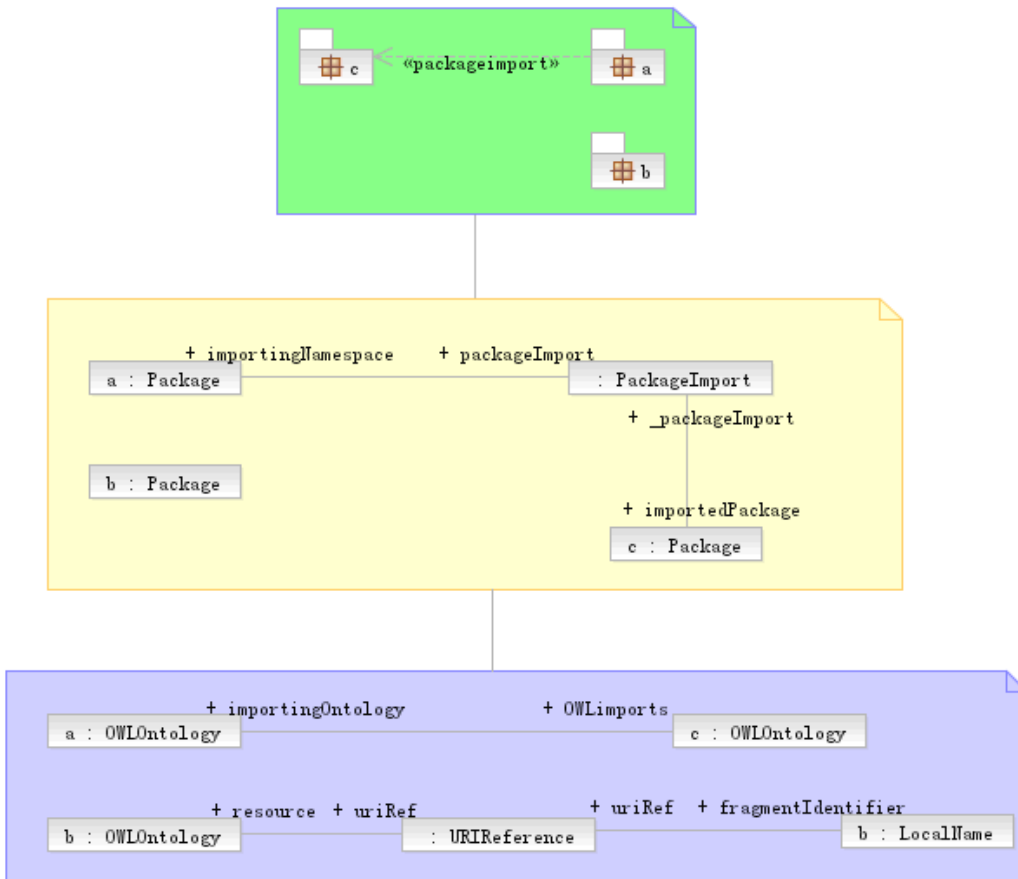 c «packageimport» a
b
+ importingNamespace + packageImport
a : Package : PackageImport
+ _packageImport
b : Package
+ importedPackage
c : Package
+ importingOntology + OWLimports
a : OWLOntology c : OWLOntology
+ resource + uriRef + uriRef + fragmentIdentifier
b : OWLOntology : URIReference b : LocalName